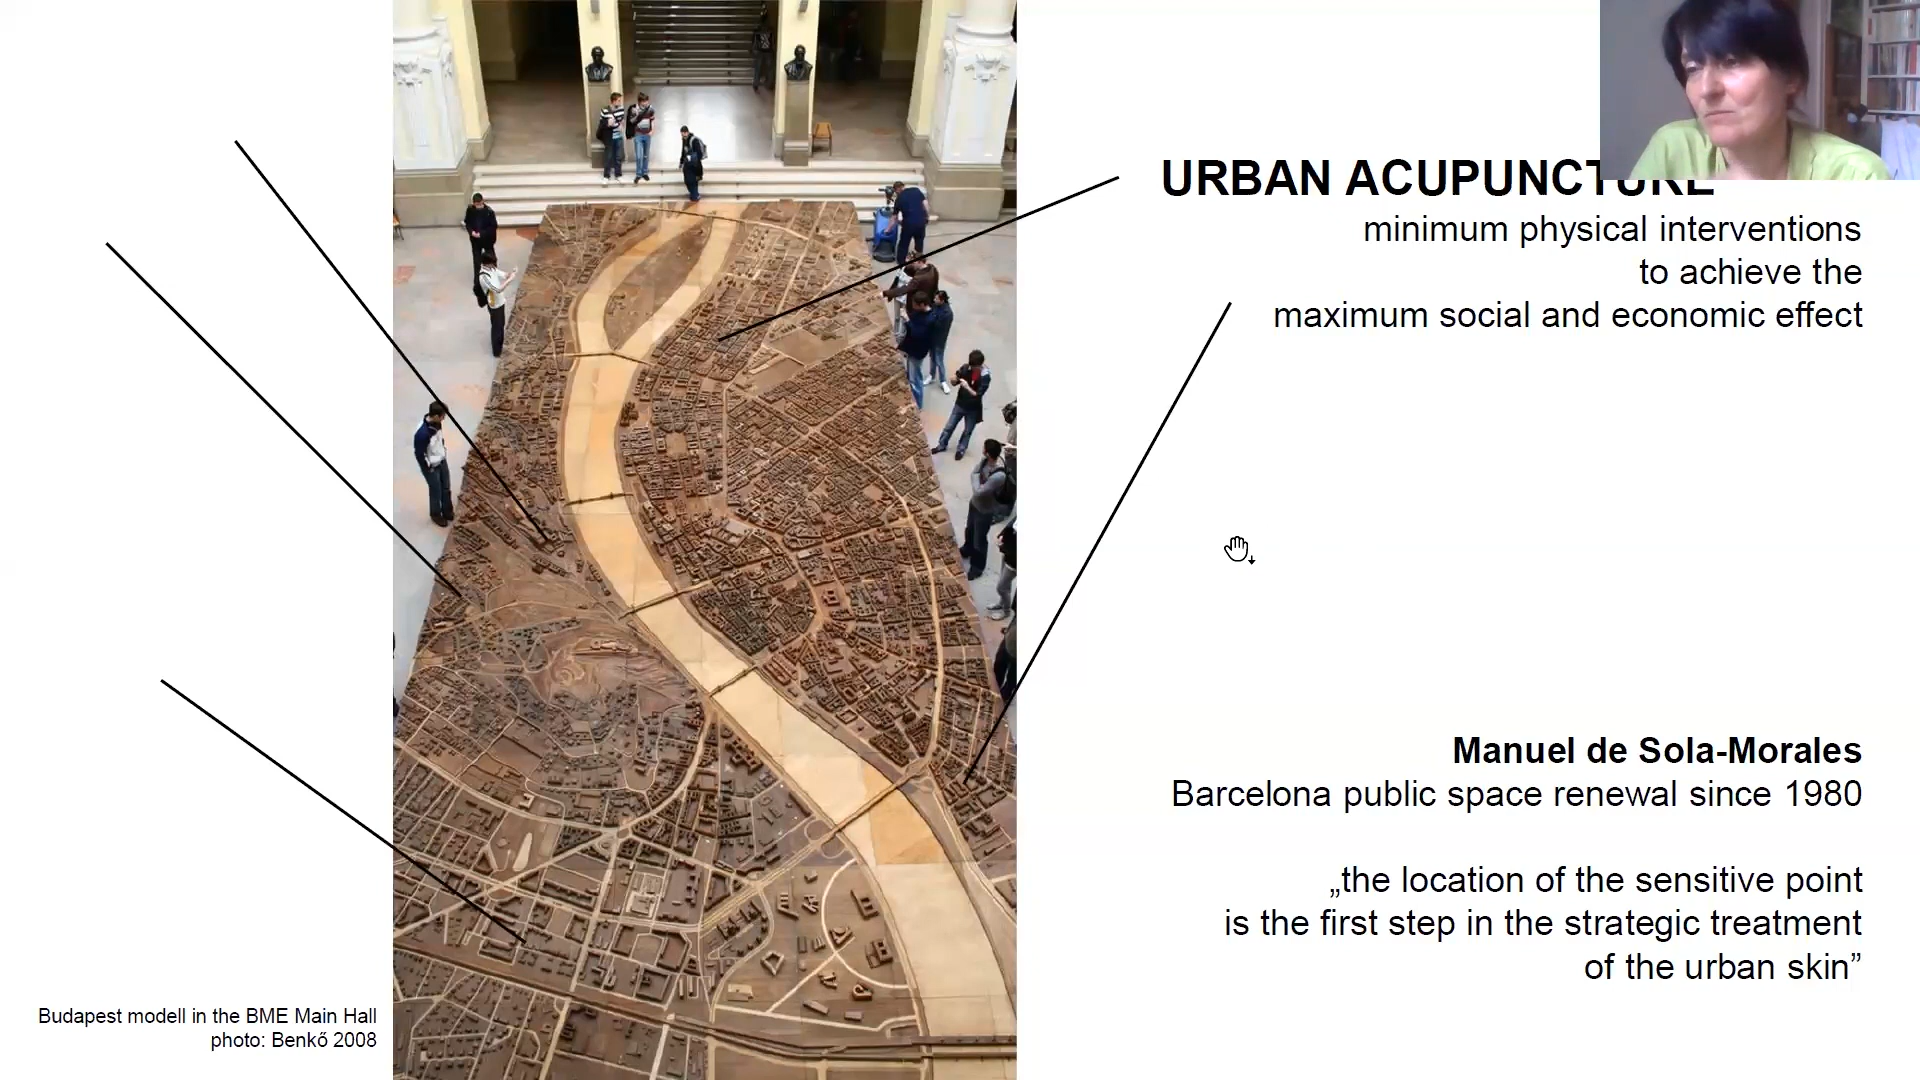 URBAN ACUPUNCTURE
minimum physical interventions
to achieve the
maximum social and economic effect
Manuel de Sola-Morales
Barcelona public space renewal since 1980
„the location of the sensitive point
is the first step in the strategic treatment
of the urban skin”
Budapest modell in the BME Main Hall
photo: Benkő 2008